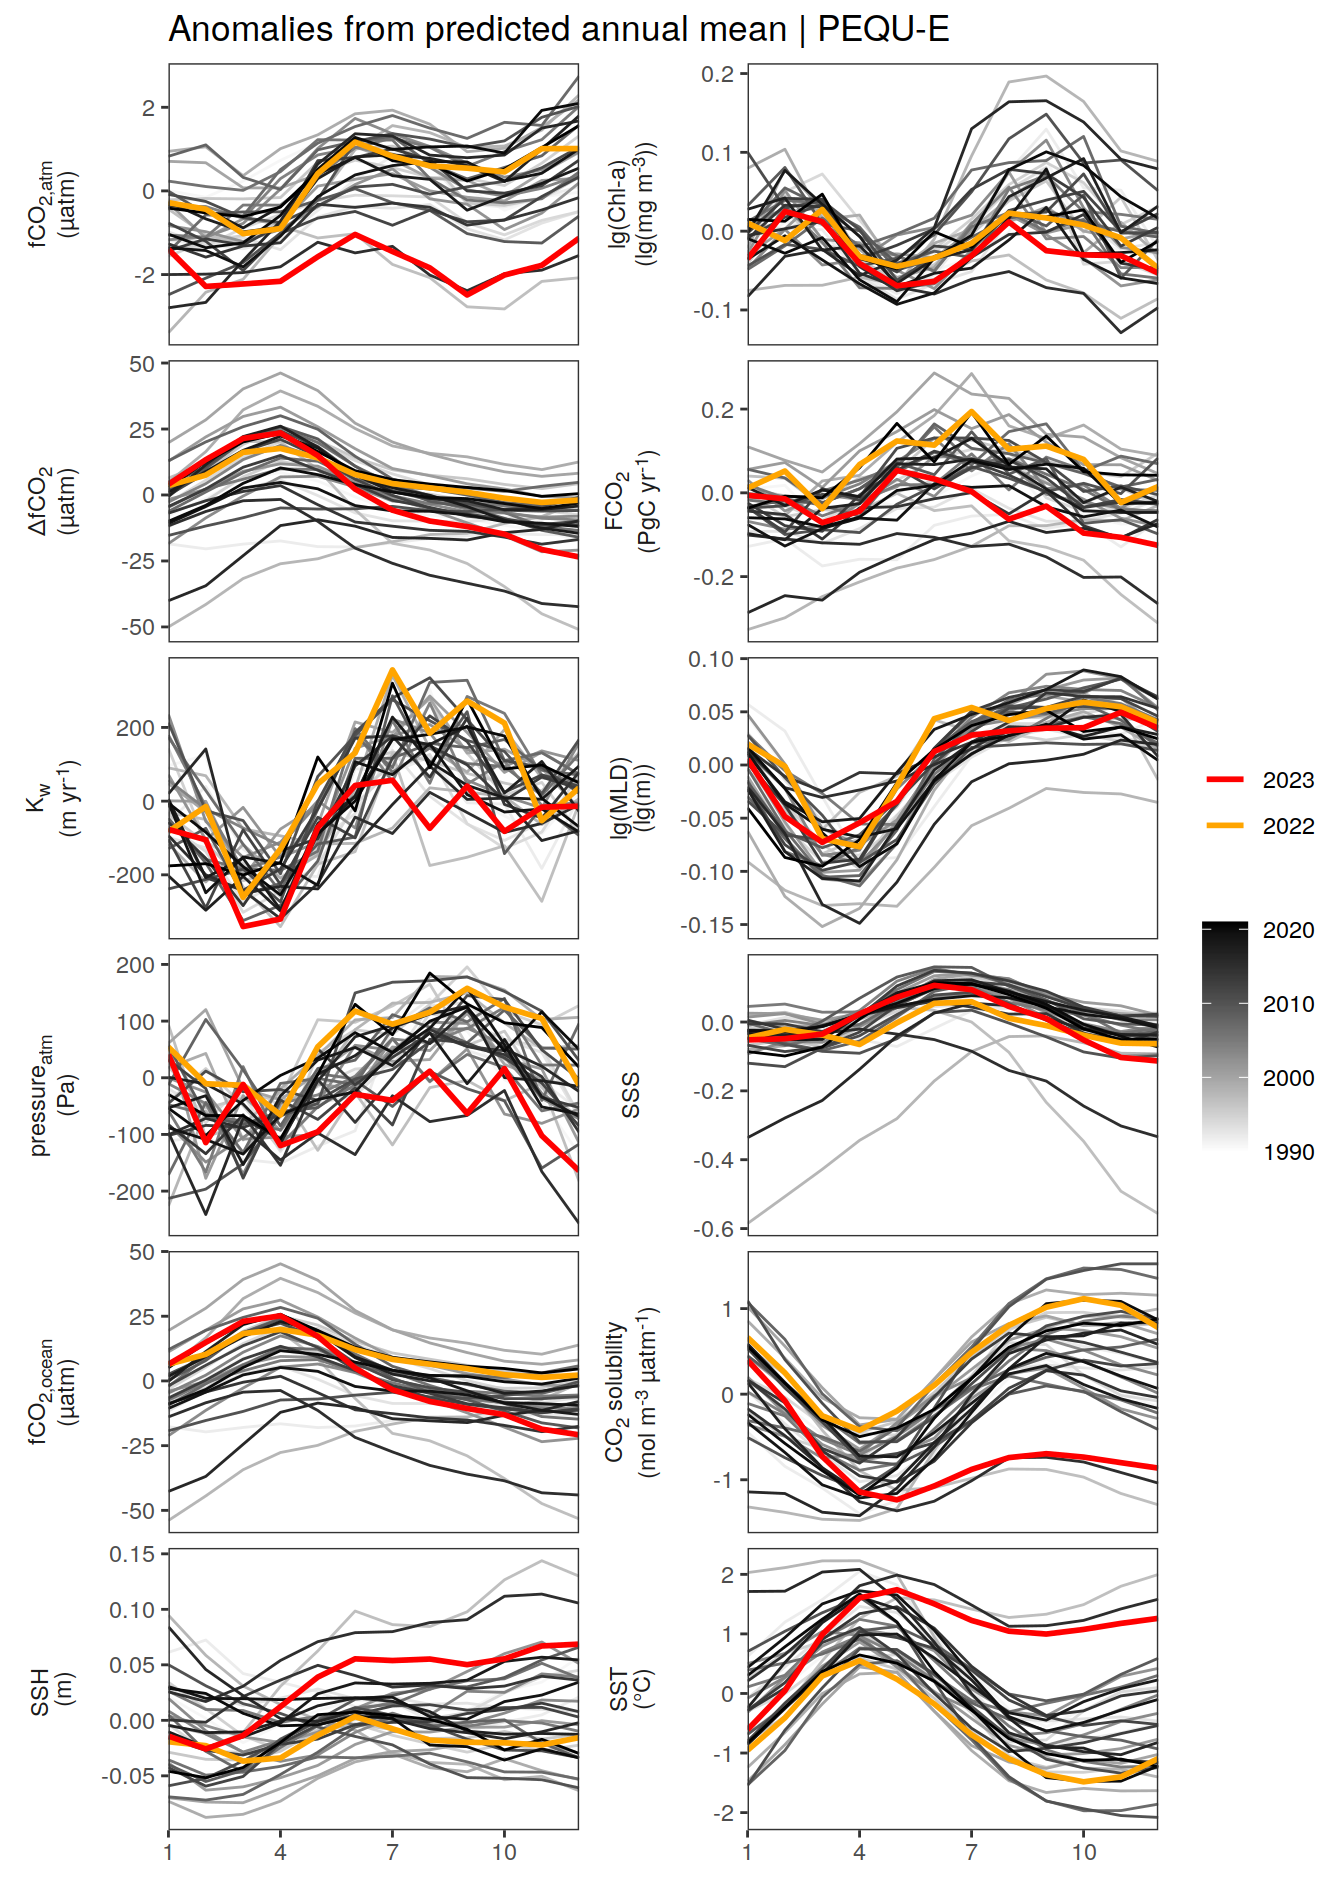 Anomalies from predicted annual mean | PEQU-E
fCO2,atm
(µatm)
2
0
-2
lg(Chl-a)
(lg(mg m-3))
0.2
0.1
0.0
-0.1
ΔfCO2
(µatm)
50
25
0
-25
-50
FCO2
(PgC yr-1)
0.2
0.0
-0.2
Kw
(m yr-1)
200
0
-200
lg(MLD)
(lg(m))
0.10
0.05
0.00
-0.05
-0.10
-0.15
pressureatm
(Pa)
200
100
0
-100
-200
SSS
0.0
-0.2
-0.4
-0.6
fCO2,ocean
(µatm)
50
25
0
-25
-50
CO2 solubility
(mol m-3 µatm-1)
1
0
-1
SSH
(m)
0.15
0.10
0.05
0.00
-0.05
SST
(°C)
2
1
0
-1
-2
1 4 7 10
1 4 7 10
2023
2022
2020
2010
2000
1990